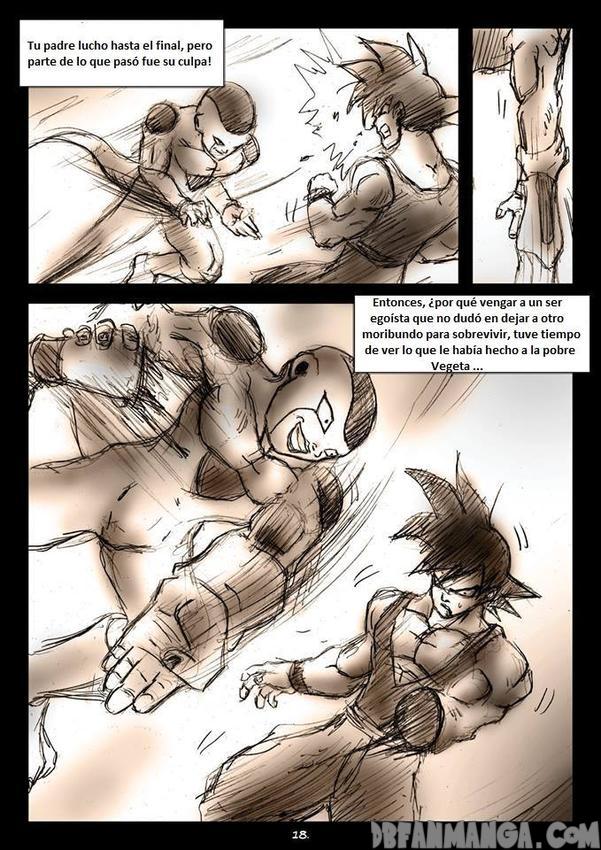 Tu padre lucho hasta el final, pero
parte de lo que pasó fue su culpa!
Entonces, ¿por qué vengar a un ser
egoísta que no dudó en dejar a otro
moribundo para sobrevivir, tuve tiempo
de ver lo que le había hecho a la pobre
Vegeta ...
18.
DBFANMANGA.COM